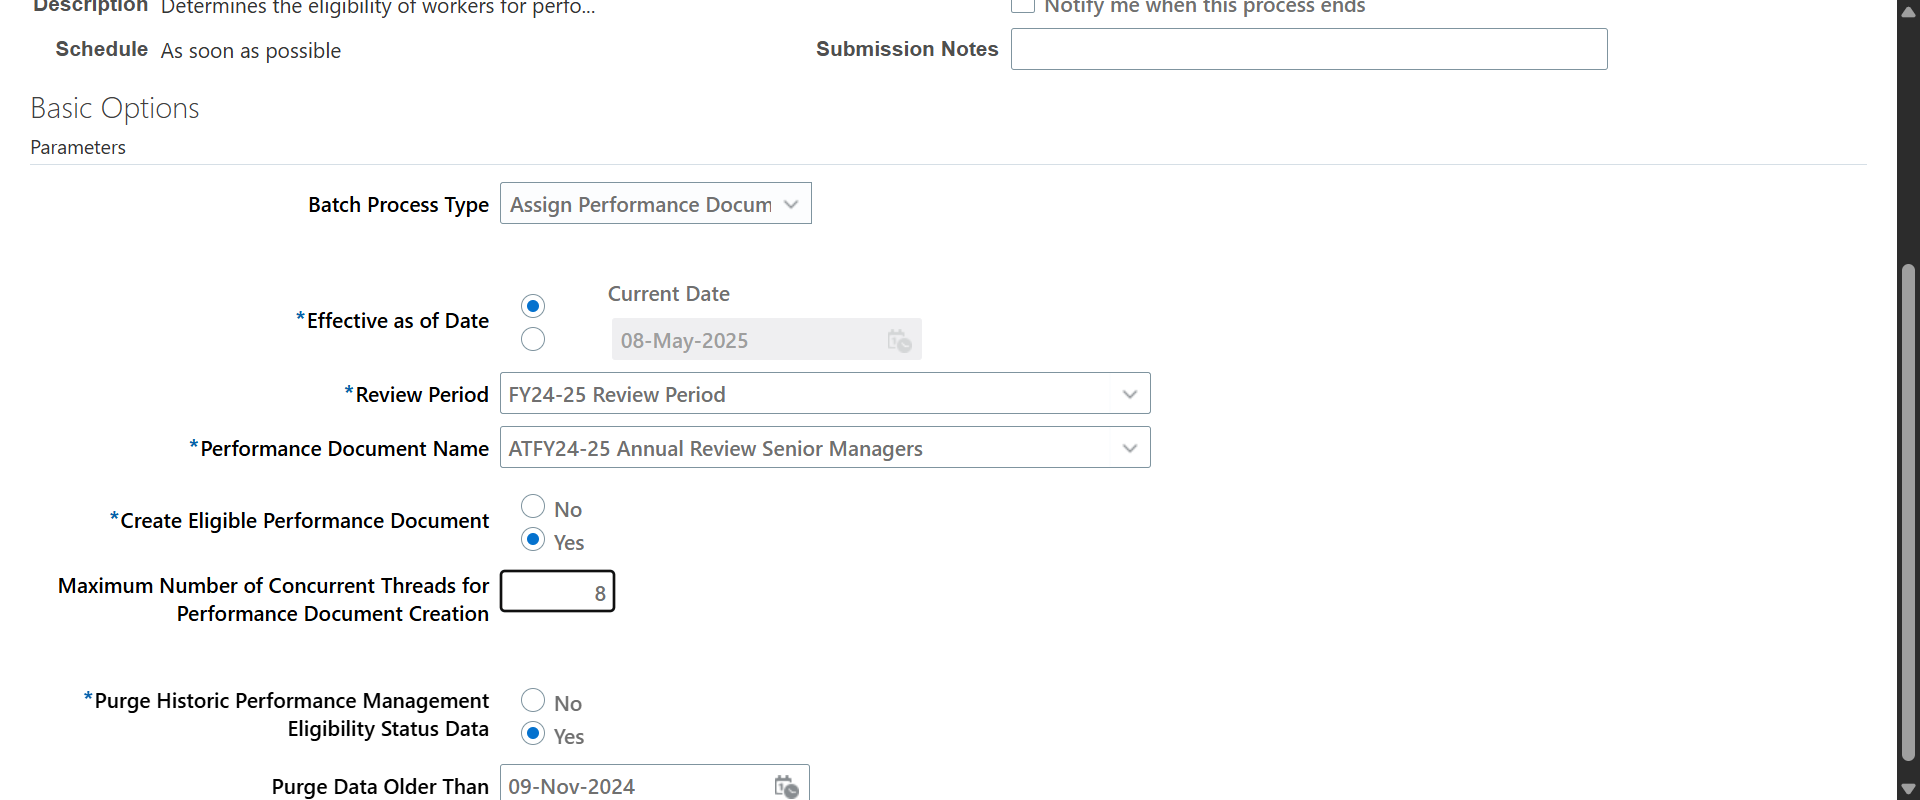 Description Determines the eligibility of workers for perfo...
Notify me when this process ends
Schedule As soon as possible
Submission Notes
Basic Options
Parameters
Batch Process Type Assign Performance Docum
Current Date
*Effective as of Date
08-May-2025
*Review Period FY24-25 Review Period
*Performance Document Name ATFY24-25 Annual Review Senior Managers
No
*Create Eligible Performance Document
Yes
Maximum Number of Concurrent Threads for
8
Performance Document Creation
*Purge Historic Performance Management
No
Eligibility Status Data
Yes
Purge Data Older Than 09-Nov-2024